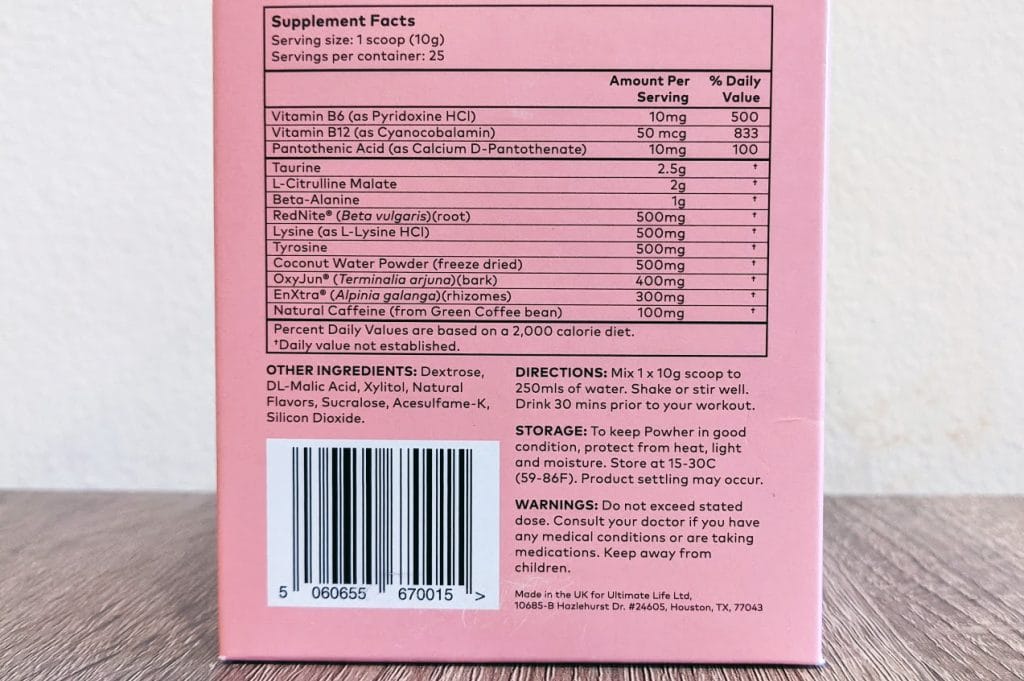 Supplement Facts
Serving size: 1 scoop (10g)
Servings per container: 25
Amount Per Serving % Daily Value
Vitamin B6 (as Pyridoxine HCl) 10mg 500
Vitamin B12 (as Cyanocobalamin) 50 mcg 833
Pantothenic Acid (as Calcium D-Pantothenate) 10mg 100
Taurine 2.5g †
L-Citrulline Malate 2g †
Beta-Alanine 1g †
RedNite® (Beta vulgaris)(root) 500mg †
Lysine (as L-Lysine HCl) 500mg †
Tyrosine 500mg †
Coconut Water Powder (freeze dried) 500mg †
OxyJun® (Terminalia arjuna)(bark) 400mg †
EnXtra® (Alpinia galanga)(rhizomes) 300mg †
Natural Caffeine (from Green Coffee bean) 100mg †
Percent Daily Values are based on a 2,000 calorie diet.
†Daily value not established.
OTHER INGREDIENTS: Dextrose,
DL-Malic Acid, Xylitol, Natural
Flavors, Sucralose, Acesulfame-K,
Silicon Dioxide.
DIRECTIONS: Mix 1 x 10g scoop to
250mls of water. Shake or stir well.
Drink 30 mins prior to your workout.
STORAGE: To keep Powher in good
condition, protect from heat, light
and moisture. Store at 15-30C
(59-86F). Product settling may occur.
WARNINGS: Do not exceed stated
dose. Consult your doctor if you have
any medical conditions or are taking
medications. Keep away from
children.
Made in the UK for Ultimate Life Ltd,
10685-B Hazlehurst Dr. #24605, Houston, TX, 77043
5 060655 670015 >